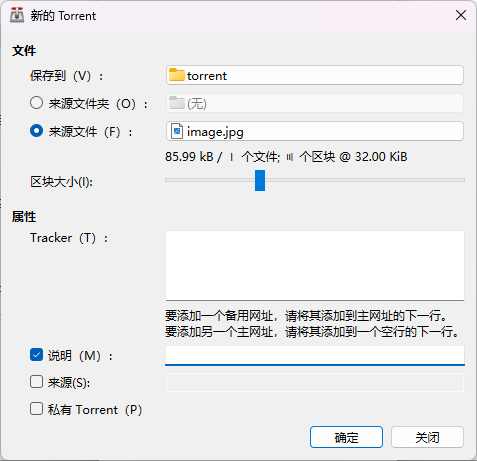 新的 Torrent
文件
保存到（V）：
torrent
来源文件夹（O）：
(无)
来源文件（F）：
image.jpg
85.99 kB / 个文件; 个区块 @ 32.00 KiB
区块大小(I):
属性
Tracker（T）：
要添加一个备用网址，请将其添加到主网址的下一行。
要添加另一个主网址，请将其添加到一个空行的下一行。
说明（M）：
来源(S):
私有 Torrent（P）
确定
关闭